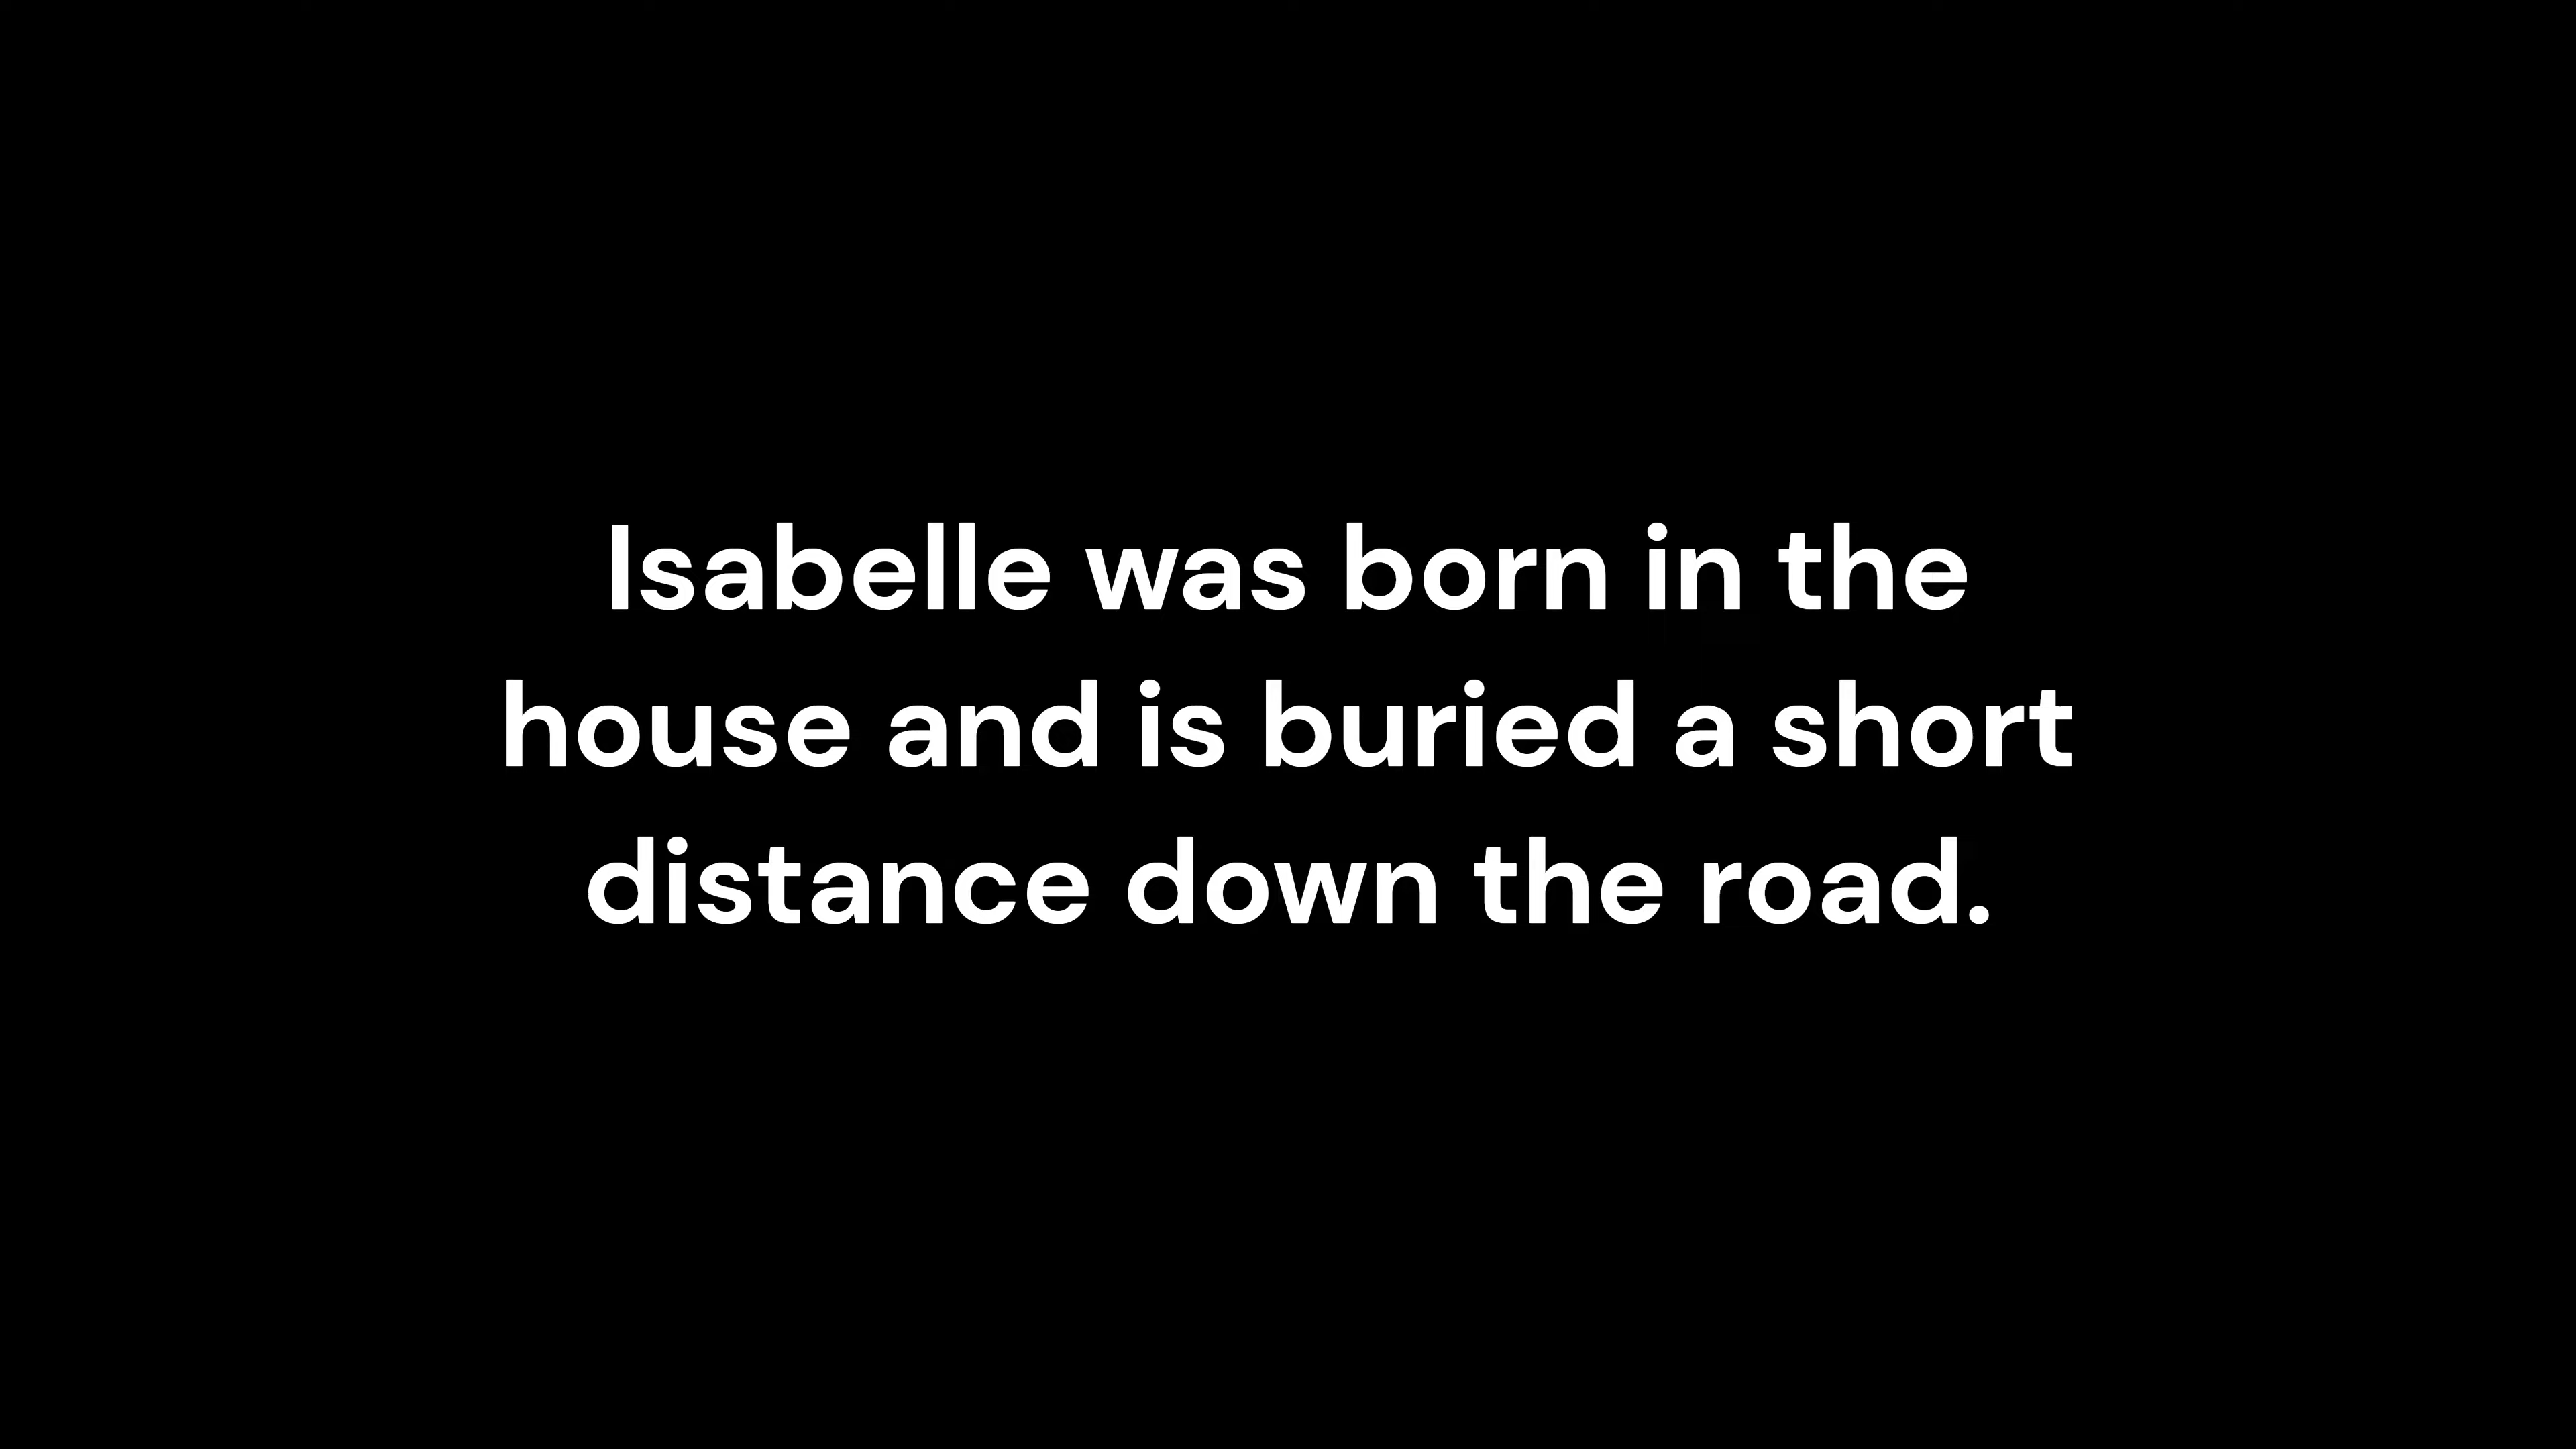 Isabelle was born in the
house and is buried a short
distance down the road.